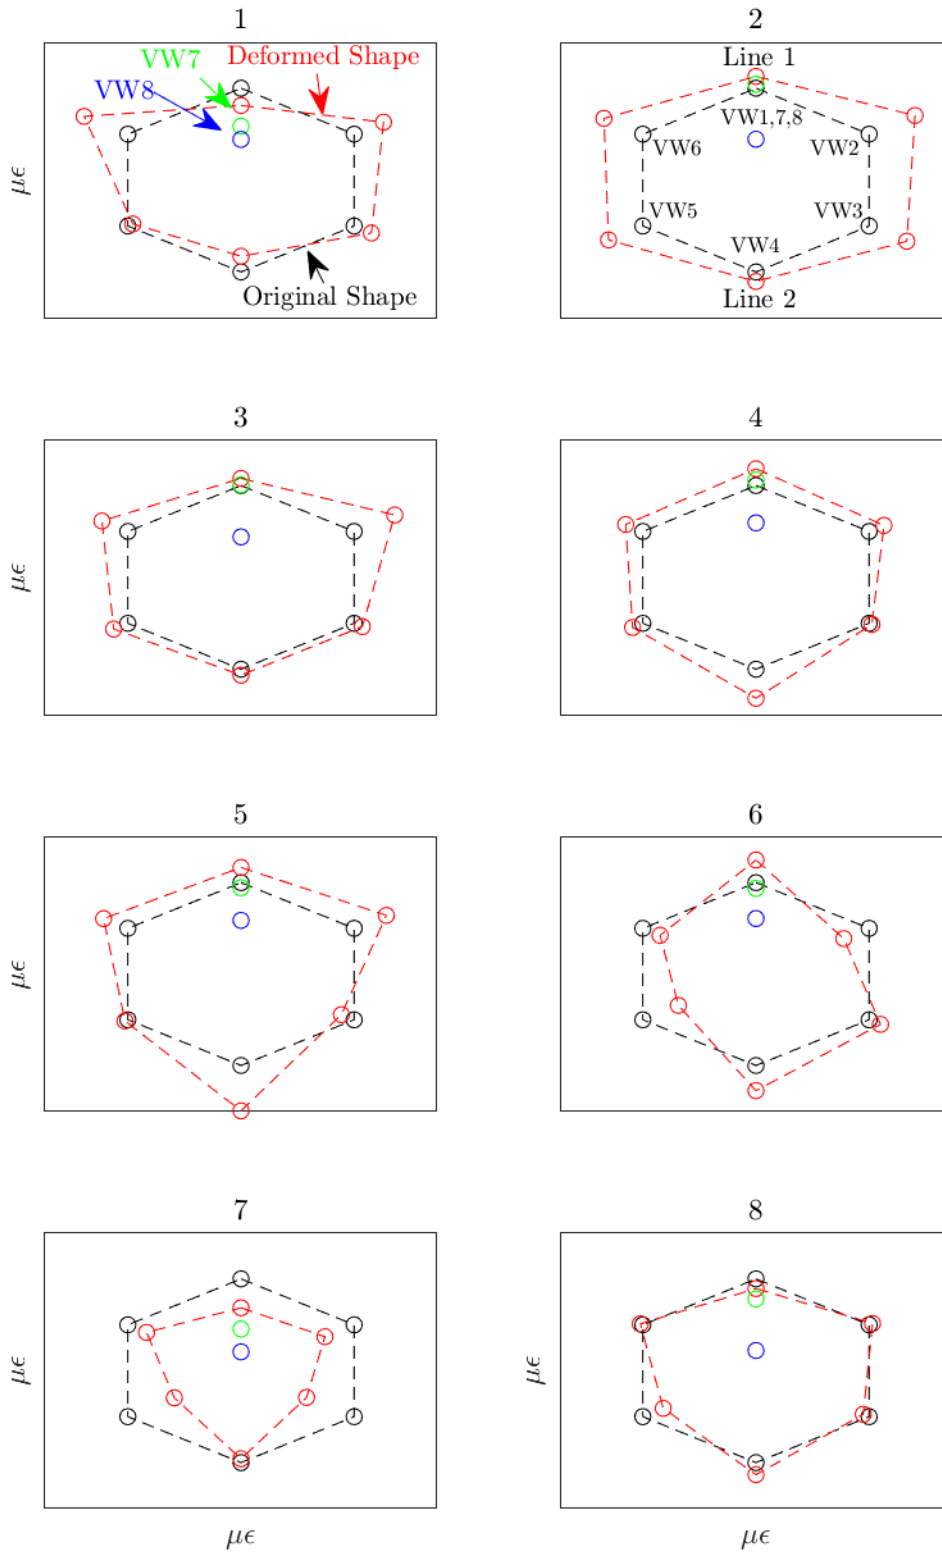 1
VW7
Deformed Shape
VW8
Original Shape
με
2
Line 1
VW1,7,8
VW6
VW2
VW5
VW3
VW4
Line 2
3
με
4
5
με
6
7
με
με
8
με
με